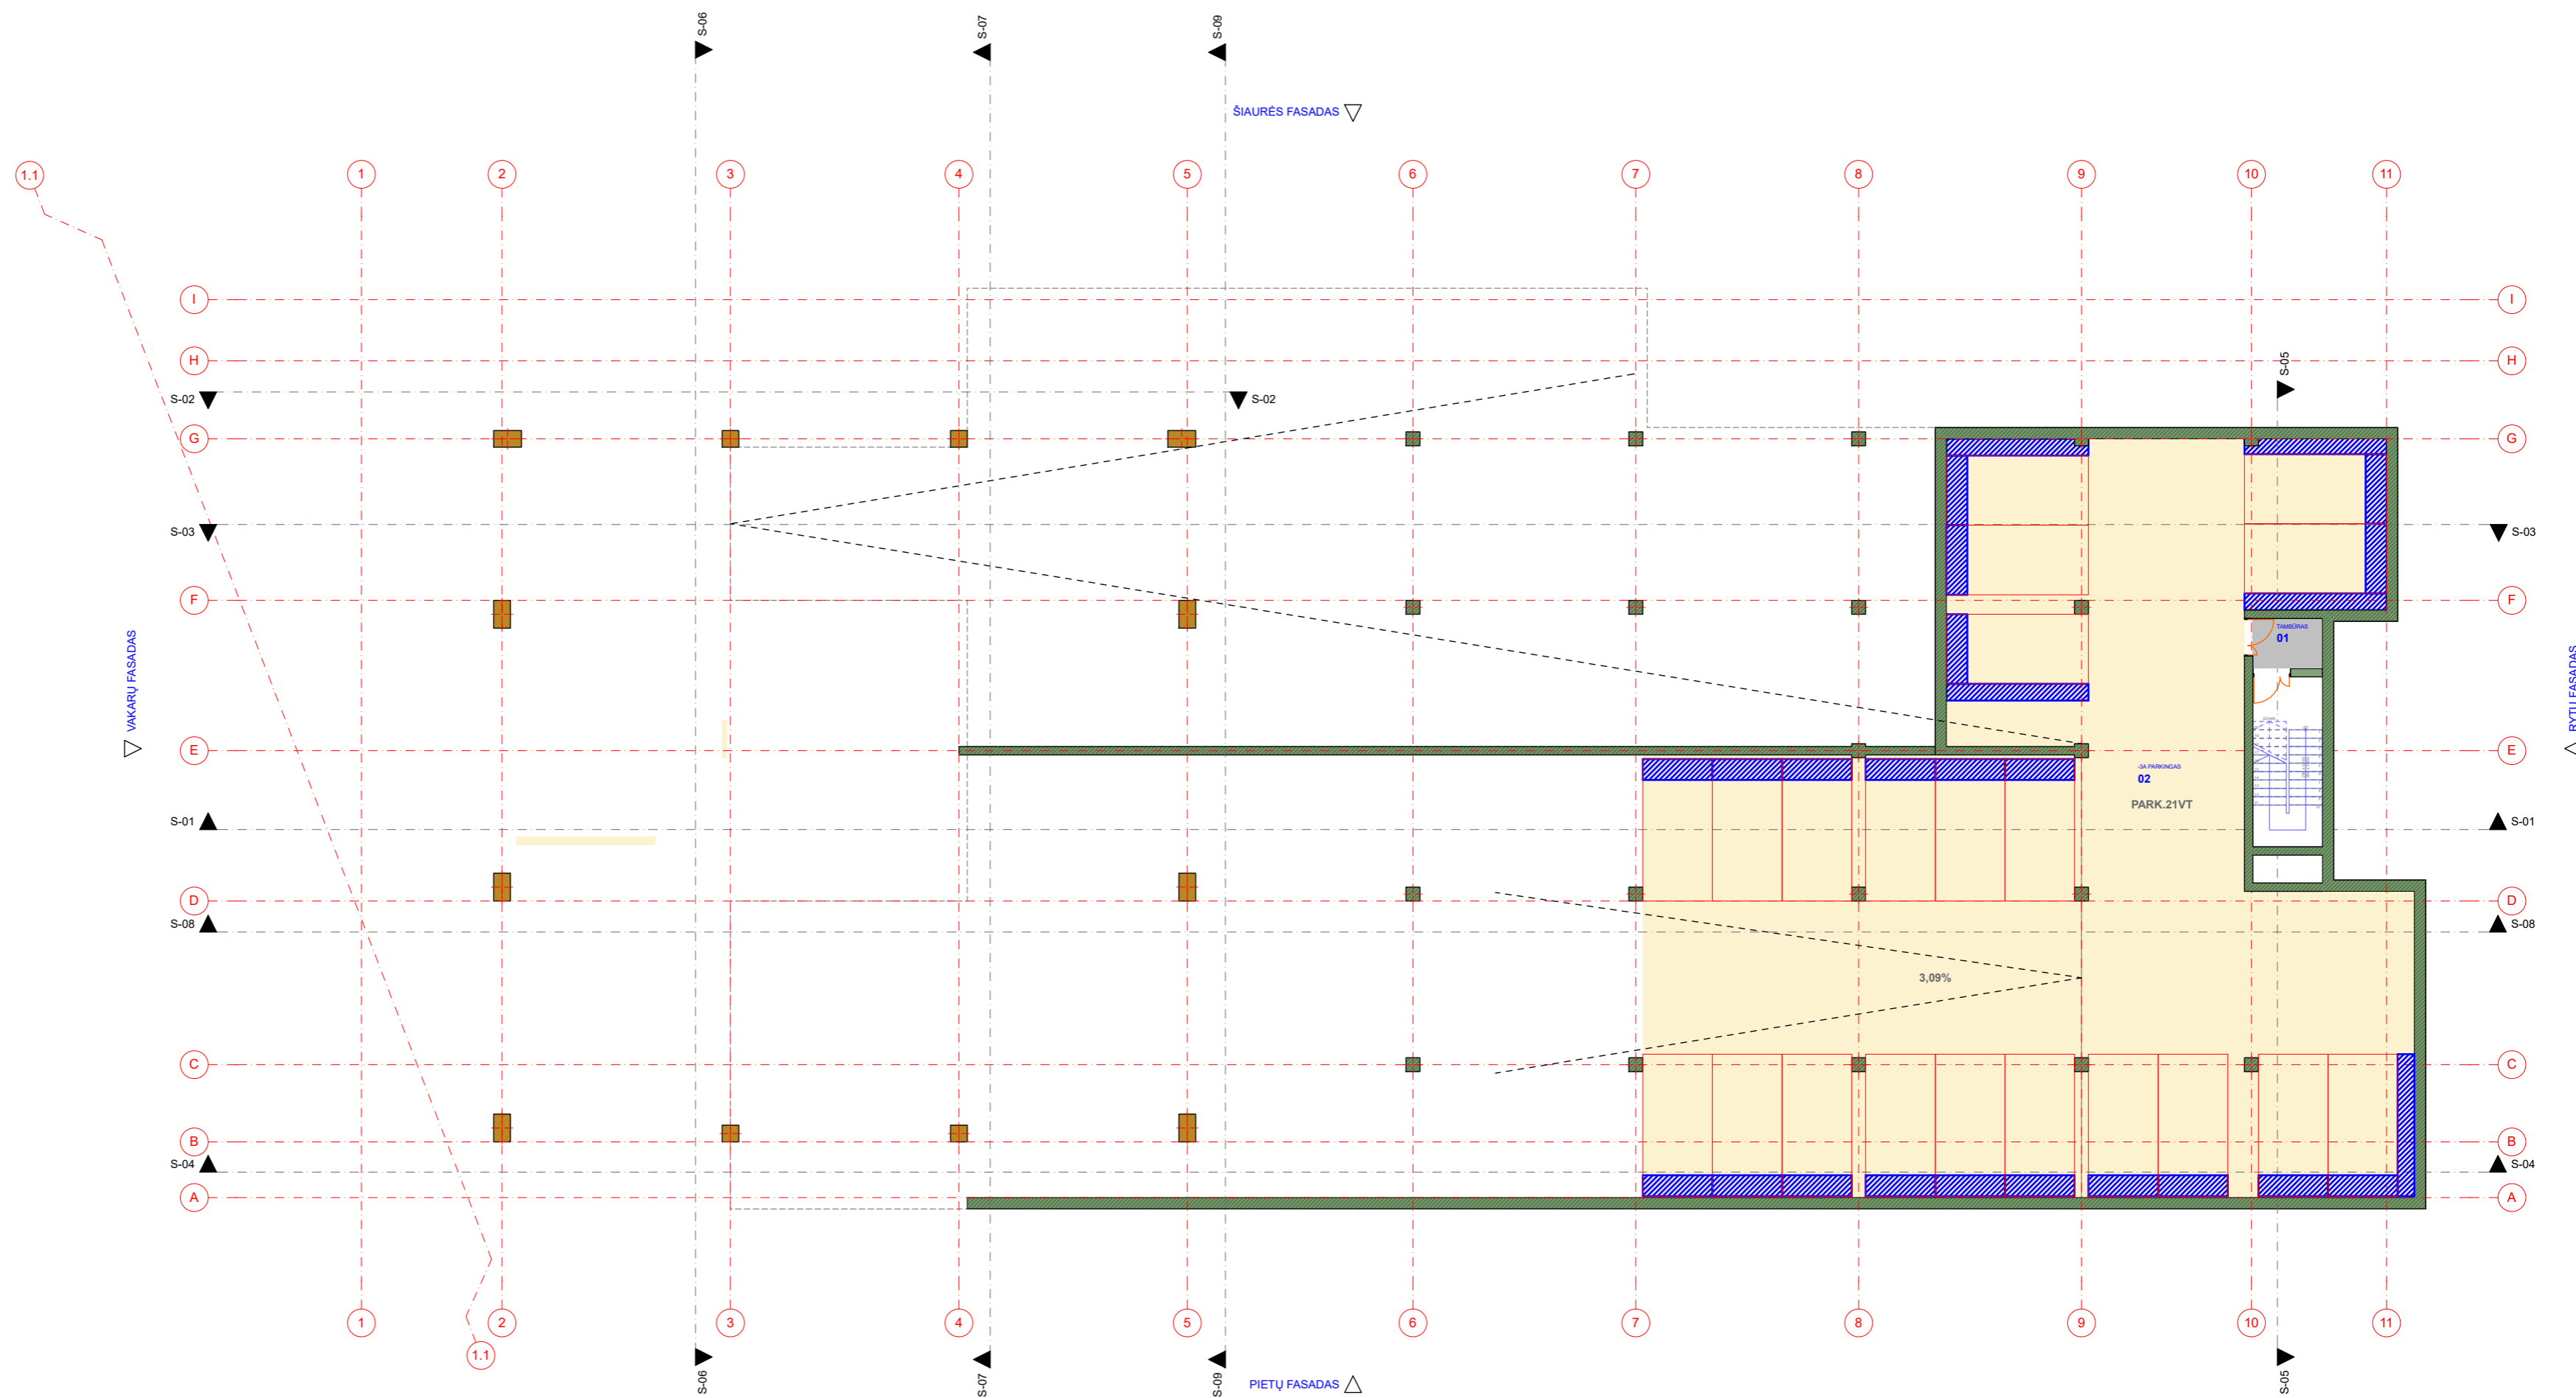 S-06
S-07
S-09
ŠIAURĖS FASADAS
1.1
1
2
3
4
5
6
7
8
9
10
11
I
I
H
H
S-05
S-02
S-02
G
G
S-03
S-03
F
F
TAMBŪRAS
01
VAKARŲ FASADAS
RYTŲ FASADAS
E
E
-3A PARKINGAS
02
PARK.21VT
S-01
S-01
D
D
S-08
S-08
3,09%
C
C
B
B
S-04
S-04
A
A
1
2
3
4
5
6
7
8
9
10
11
1.1
S-06
S-07
S-09
PIETŲ FASADAS
S-05